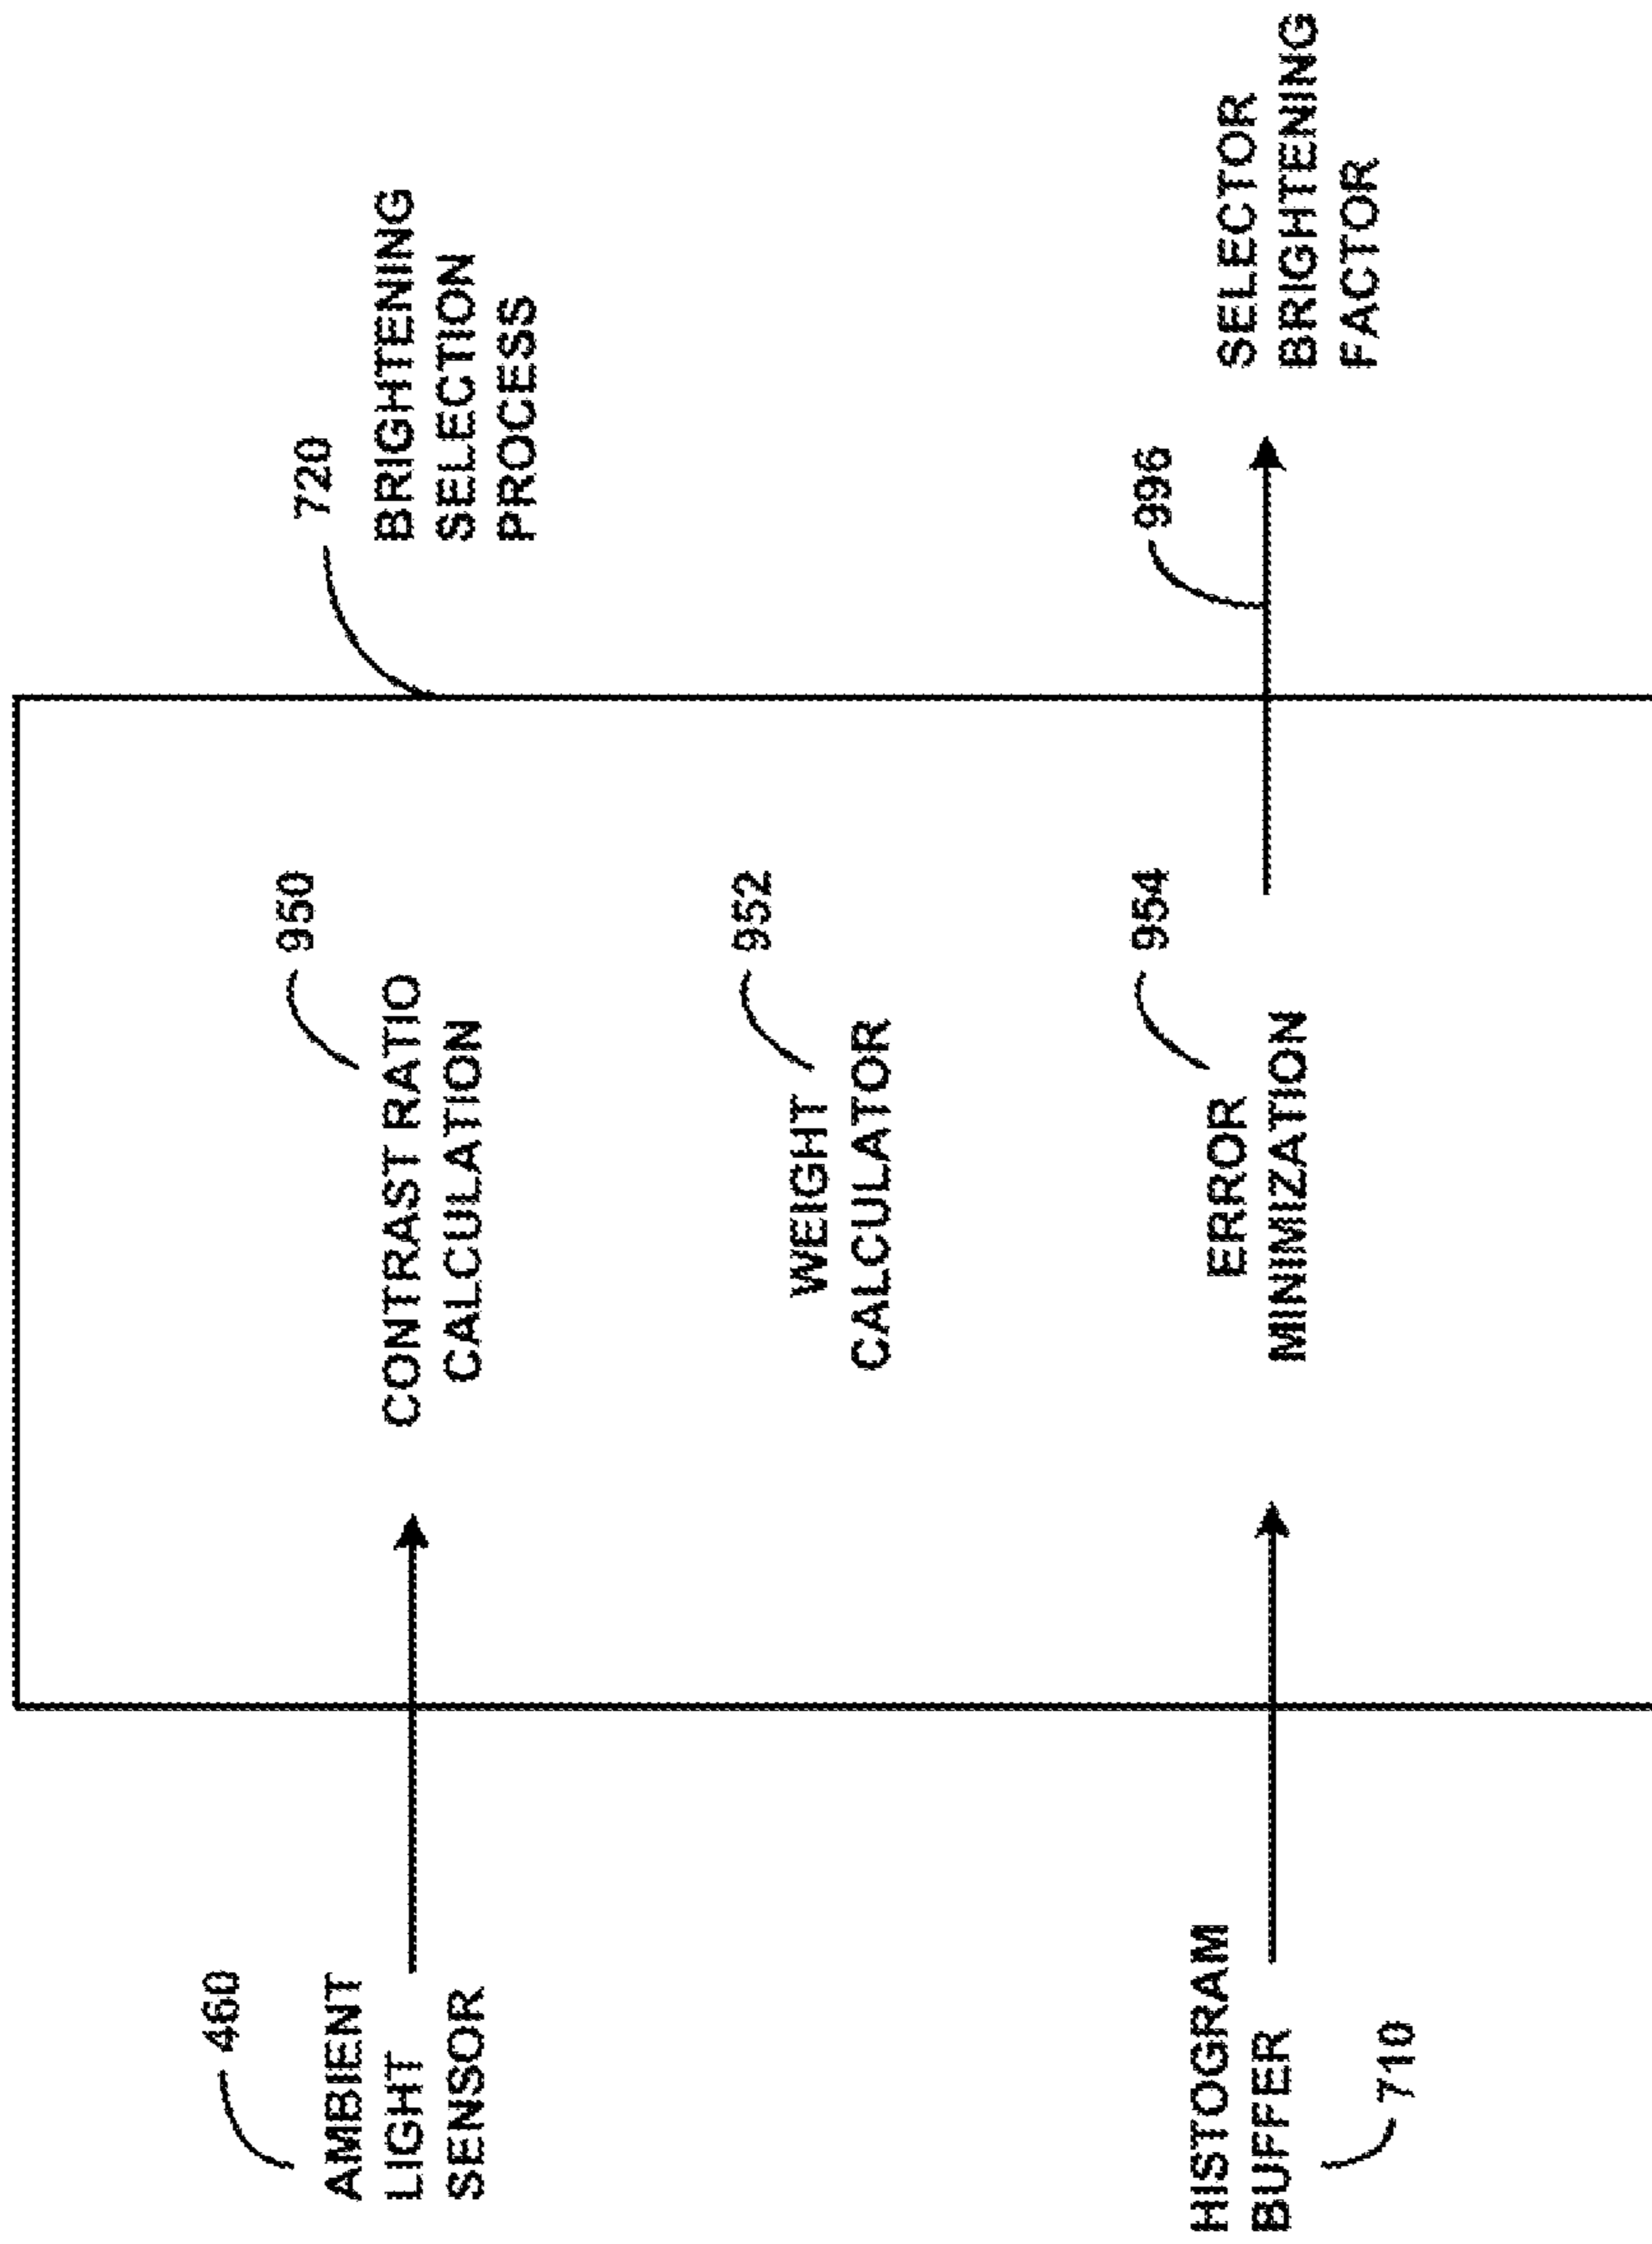 460
AMBIENT
LIGHT
SENSOR
HISTOGRAM
BUFFER
710
950
CONTRAST RATIO
CALCULATION
952
WEIGHT
CALCULATOR
954
ERROR
MINIMIZATION
720
BRIGHTENING
SELECTION
PROCESS
996
SELECTOR
BRIGHTENING
FACTOR